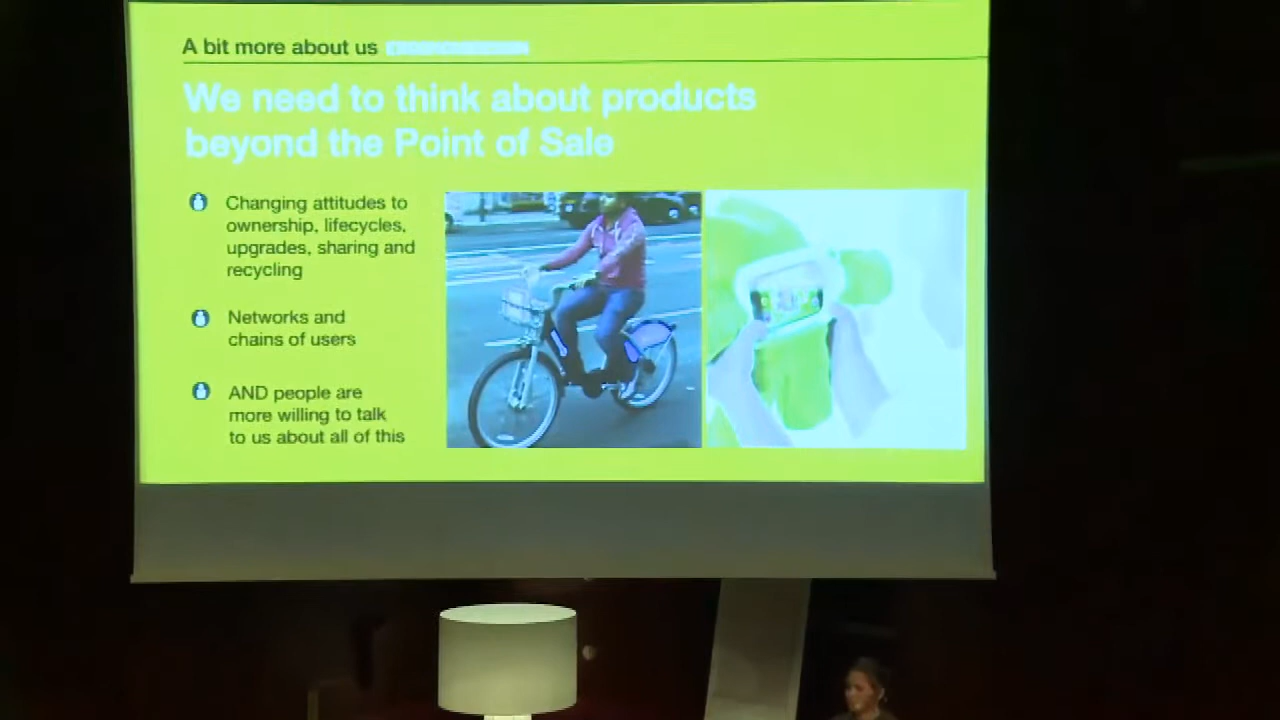 A bit more about us
We need to think about products
beyond the Point of Sale
Changing attitudes to
ownership, lifecycles,
upgrades, sharing and
recycling
Networks and
chains of users
AND people are
more willing to talk
to us about all of this